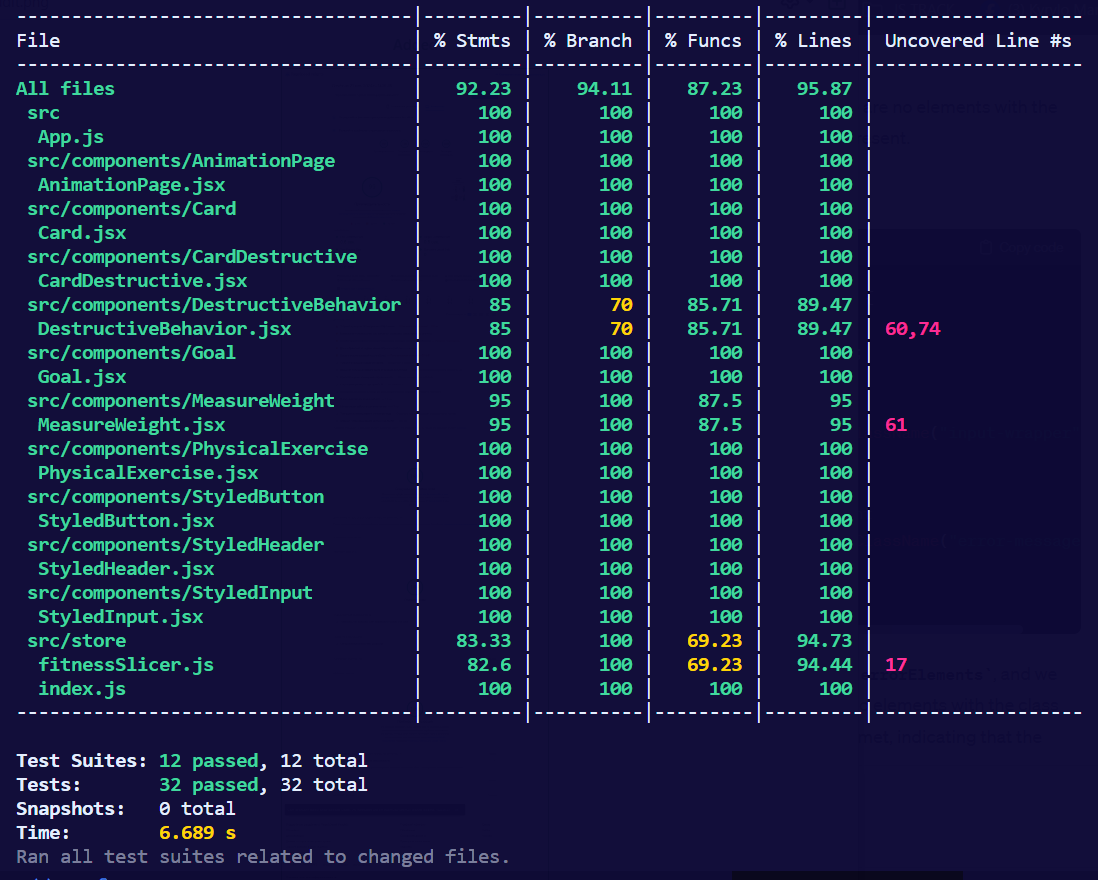 ------------------------------------|---------|----------|---------|---------|-------------------
File                                | % Stmts | % Branch | % Funcs | % Lines | Uncovered Line #s
------------------------------------|---------|----------|---------|---------|-------------------
All files                           |   92.23 |    94.11 |   87.23 |   95.87 |
 src                                |     100 |      100 |     100 |     100 |
  App.js                            |     100 |      100 |     100 |     100 |
 src/components/AnimationPage       |     100 |      100 |     100 |     100 |
  AnimationPage.jsx                 |     100 |      100 |     100 |     100 |
 src/components/Card                |     100 |      100 |     100 |     100 |
  Card.jsx                          |     100 |      100 |     100 |     100 |
 src/components/CardDestructive     |     100 |      100 |     100 |     100 |
  CardDestructive.jsx               |     100 |      100 |     100 |     100 |
 src/components/DestructiveBehavior |      85 |       70 |   85.71 |   89.47 |
  DestructiveBehavior.jsx           |      85 |       70 |   85.71 |   89.47 | 60,74
 src/components/Goal                |     100 |      100 |     100 |     100 |
  Goal.jsx                          |     100 |      100 |     100 |     100 |
 src/components/MeasureWeight       |      95 |      100 |    87.5 |      95 |
  MeasureWeight.jsx                 |      95 |      100 |    87.5 |      95 | 61
 src/components/PhysicalExercise    |     100 |      100 |     100 |     100 |
  PhysicalExercise.jsx              |     100 |      100 |     100 |     100 |
 src/components/StyledButton        |     100 |      100 |     100 |     100 |
  StyledButton.jsx                  |     100 |      100 |     100 |     100 |
 src/components/StyledHeader        |     100 |      100 |     100 |     100 |
  StyledHeader.jsx                  |     100 |      100 |     100 |     100 |
 src/components/StyledInput         |     100 |      100 |     100 |     100 |
  StyledInput.jsx                   |     100 |      100 |     100 |     100 |
 src/store                          |   83.33 |      100 |   69.23 |   94.73 |
  fitnessSlicer.js                  |    82.6 |      100 |   69.23 |   94.44 | 17
  index.js                          |     100 |      100 |     100 |     100 |
------------------------------------|---------|----------|---------|---------|-------------------
Test Suites: 12 passed, 12 total
Tests:       32 passed, 32 total
Snapshots:   0 total
Time:        6.689 s
Ran all test suites related to changed files.